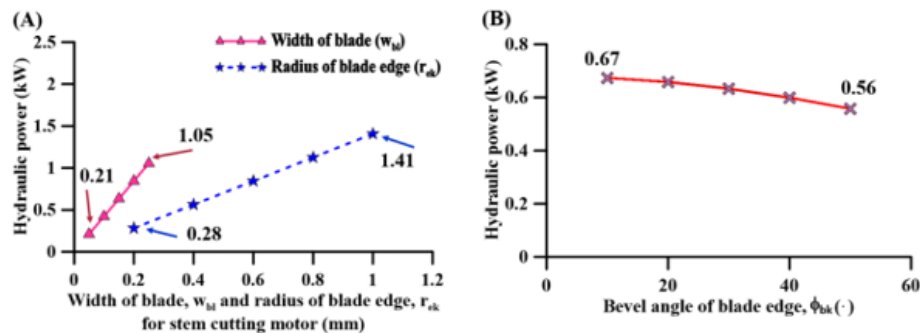 (A)
Hydraulic power (kW)
2.5
2
1.5
1
0.5
0
Width of blade (w_bl)
Radius of blade edge (r_ek)
0.21
1.05
0.28
1.41
0 0.2 0.4 0.6 0.8 1 1.2
Width of blade, w_bl and radius of blade edge, r_ek
for stem cutting motor (mm)
(B)
Hydraulic power (kW)
0.8
0.6
0.4
0.2
0
0.67
0.56
0 20 40 60
Bevel angle of blade edge, ϕ_bk(·)